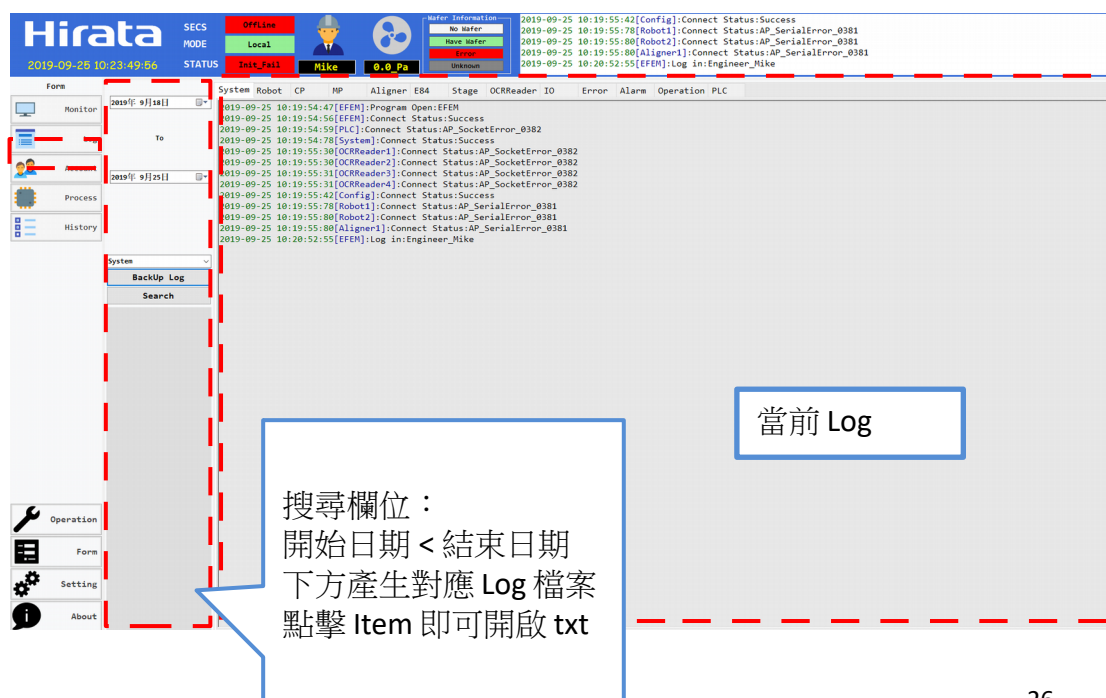 Hirata
2019-09-25 10:23:49:56
SECS
MODE
STATUS
OffLine
Local
Init_Fail
Mike
0.0 Pa
Wafer Information
No Wafer
Have Wafer
Error
Unknown
2019-09-25 10:19:55:42[Config]:Connect Status:Success
2019-09-25 10:19:55:78[Robot1]:Connect Status:AP_SerialError_0381
2019-09-25 10:19:55:80[Robot2]:Connect Status:AP_SerialError_0381
2019-09-25 10:19:55:80[Aligner1]:Connect Status:AP_SerialError_0381
2019-09-25 10:20:52:55[EFEM]:Log in:Engineer_Mike
Form
Monitor
Account
Process
History
Operation
Form
Setting
About
2019年 9月18日
To
2019年 9月25日
System
BackUp Log
Search
System Robot CP MP Aligner E84 Stage OCRReader IO Error Alarm Operation PLC
2019-09-25 10:19:54:47[EFEM]:Program Open:EFEM
2019-09-25 10:19:54:56[EFEM]:Connect Status:Success
2019-09-25 10:19:54:59[PLC]:Connect Status:AP_SocketError_0382
2019-09-25 10:19:54:78[System]:Connect Status:Success
2019-09-25 10:19:55:30[OCRReader1]:Connect Status:AP_SocketError_0382
2019-09-25 10:19:55:30[OCRReader2]:Connect Status:AP_SocketError_0382
2019-09-25 10:19:55:31[OCRReader3]:Connect Status:AP_SocketError_0382
2019-09-25 10:19:55:31[OCRReader4]:Connect Status:AP_SocketError_0382
2019-09-25 10:19:55:42[Config]:Connect Status:Success
2019-09-25 10:19:55:78[Robot1]:Connect Status:AP_SerialError_0381
2019-09-25 10:19:55:80[Robot2]:Connect Status:AP_SerialError_0381
2019-09-25 10:19:55:80[Aligner1]:Connect Status:AP_SerialError_0381
2019-09-25 10:20:52:55[EFEM]:Log in:Engineer_Mike
當前 Log
搜尋欄位：
開始日期 < 結束日期
下方產生對應 Log 檔案
點擊 Item 即可開啟 txt